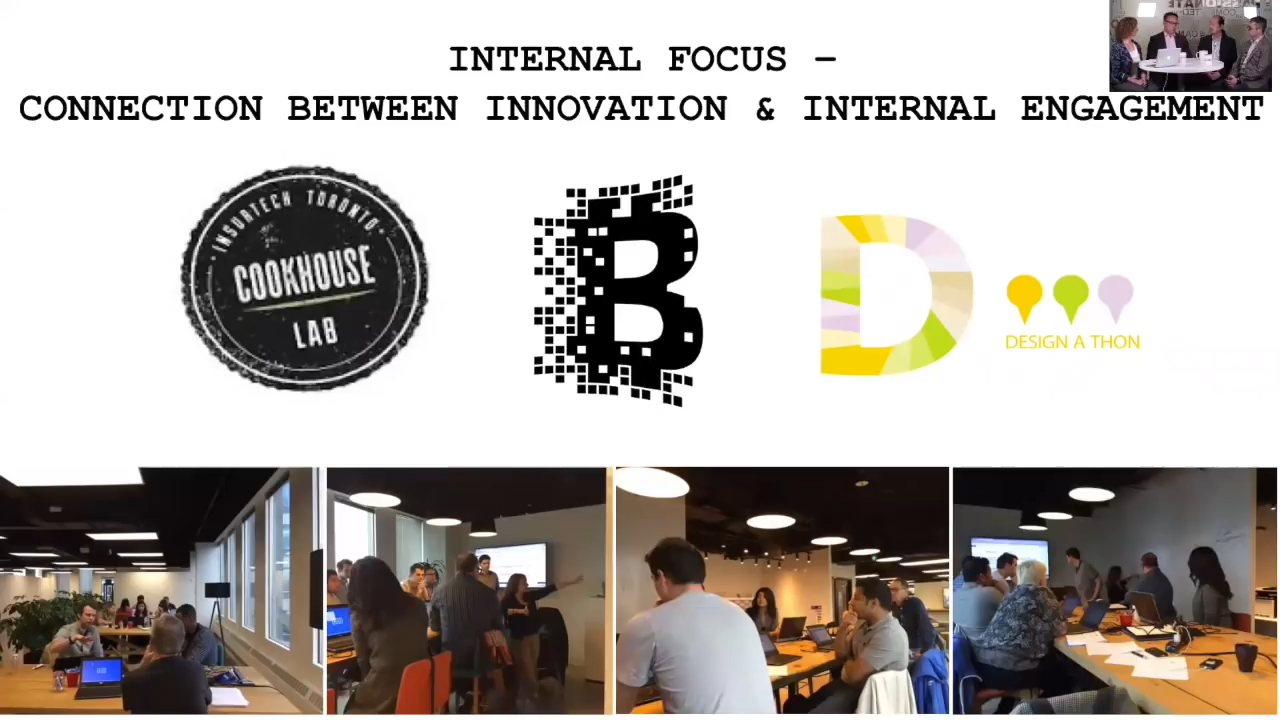 INTERNAL FOCUS –
CONNECTION BETWEEN INNOVATION & INTERNAL ENGAGEMENT
INSURTECH TORONTO
COOKHOUSE
LAB
B
D
DESIGN A THON